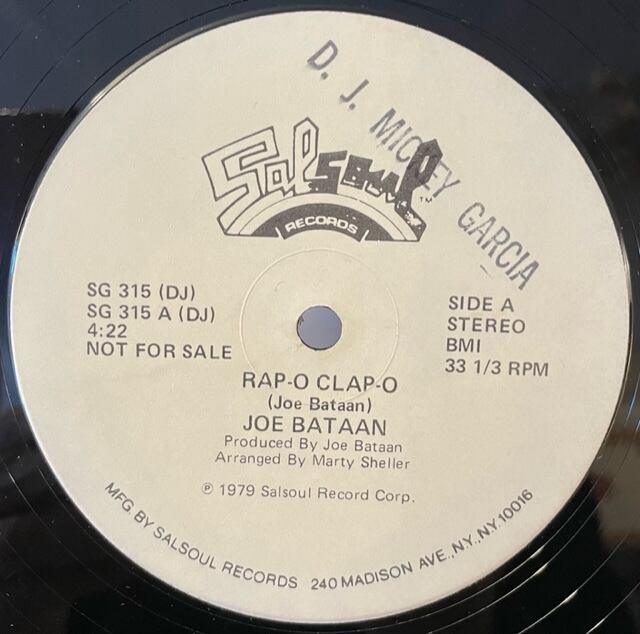 D. J. MICKEY GARCIA
Salsoul
RECORDS
TM
SG 315 (DJ)
SG 315 A (DJ)
4:22
NOT FOR SALE
SIDE A
STEREO
BMI
33 1/3 RPM
RAP-O CLAP-O
(Joe Bataan)
JOE BATAAN
Produced By Joe Bataan
Arranged By Marty Sheller
℗ 1979 Salsoul Record Corp.
MFG. BY SALSOUL RECORDS 240 MADISON AVE., N.Y., N.Y. 10016